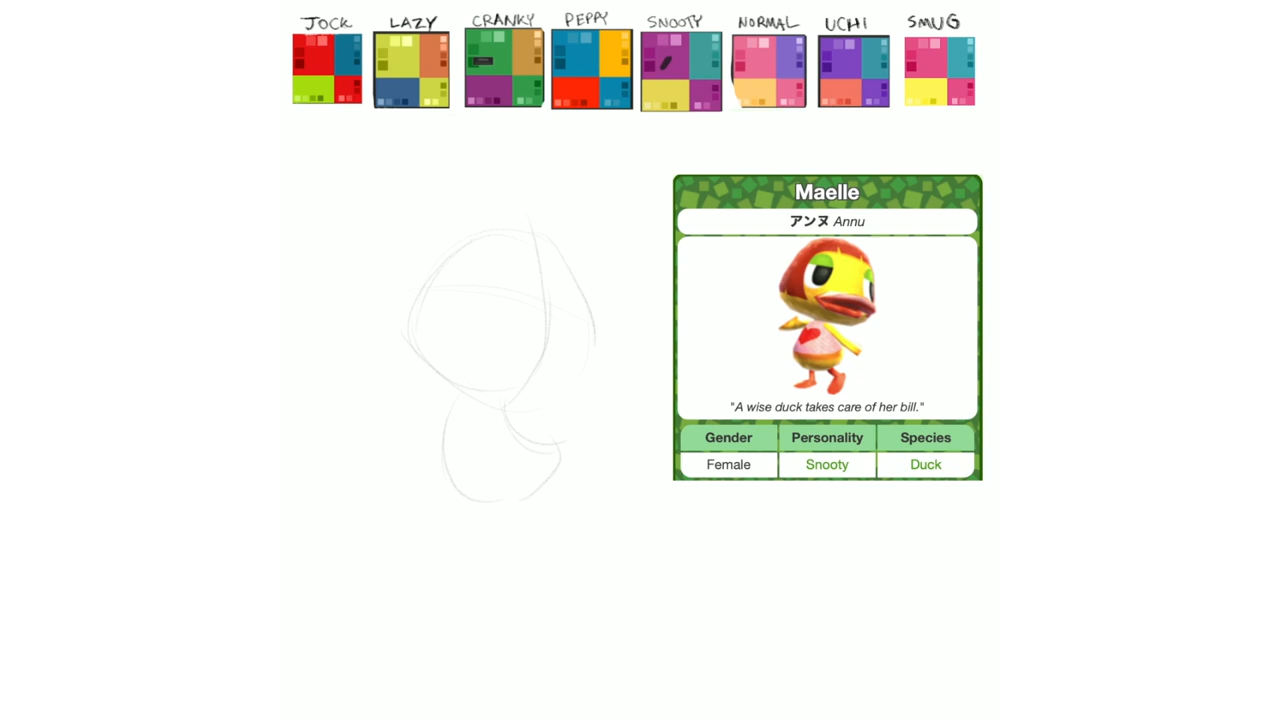 JOCK LAZY CRANKY PEPPY SNOOTY NORMAL UCHI SMUG
Maelle
アンヌ Annu
"A wise duck takes care of her bill."
Gender Personality Species
Female Snooty Duck